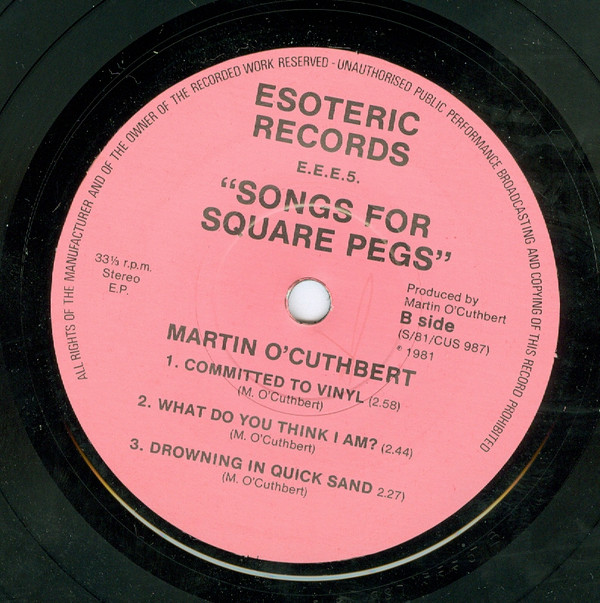 ALL RIGHTS OF THE MANUFACTURER AND OF THE OWNER OF THE RECORDED WORK RESERVED - UNAUTHORISED PUBLIC PERFORMANCE BROADCASTING AND COPYING OF THIS RECORD PROHIBITED
ESOTERIC
RECORDS
E.E.E.5.
“SONGS FOR
SQUARE PEGS”
33⅓ r.p.m.
Stereo
E.P.
Produced by
Martin O'Cuthbert
B side
(S/81/CUS 987)
℗ 1981
MARTIN O'CUTHBERT
1. COMMITTED TO VINYL (2.58)
(M. O'Cuthbert)
2. WHAT DO YOU THINK I AM? (2.44)
(M. O'Cuthbert)
3. DROWNING IN QUICK SAND 2.27)
(M. O'Cuthbert)